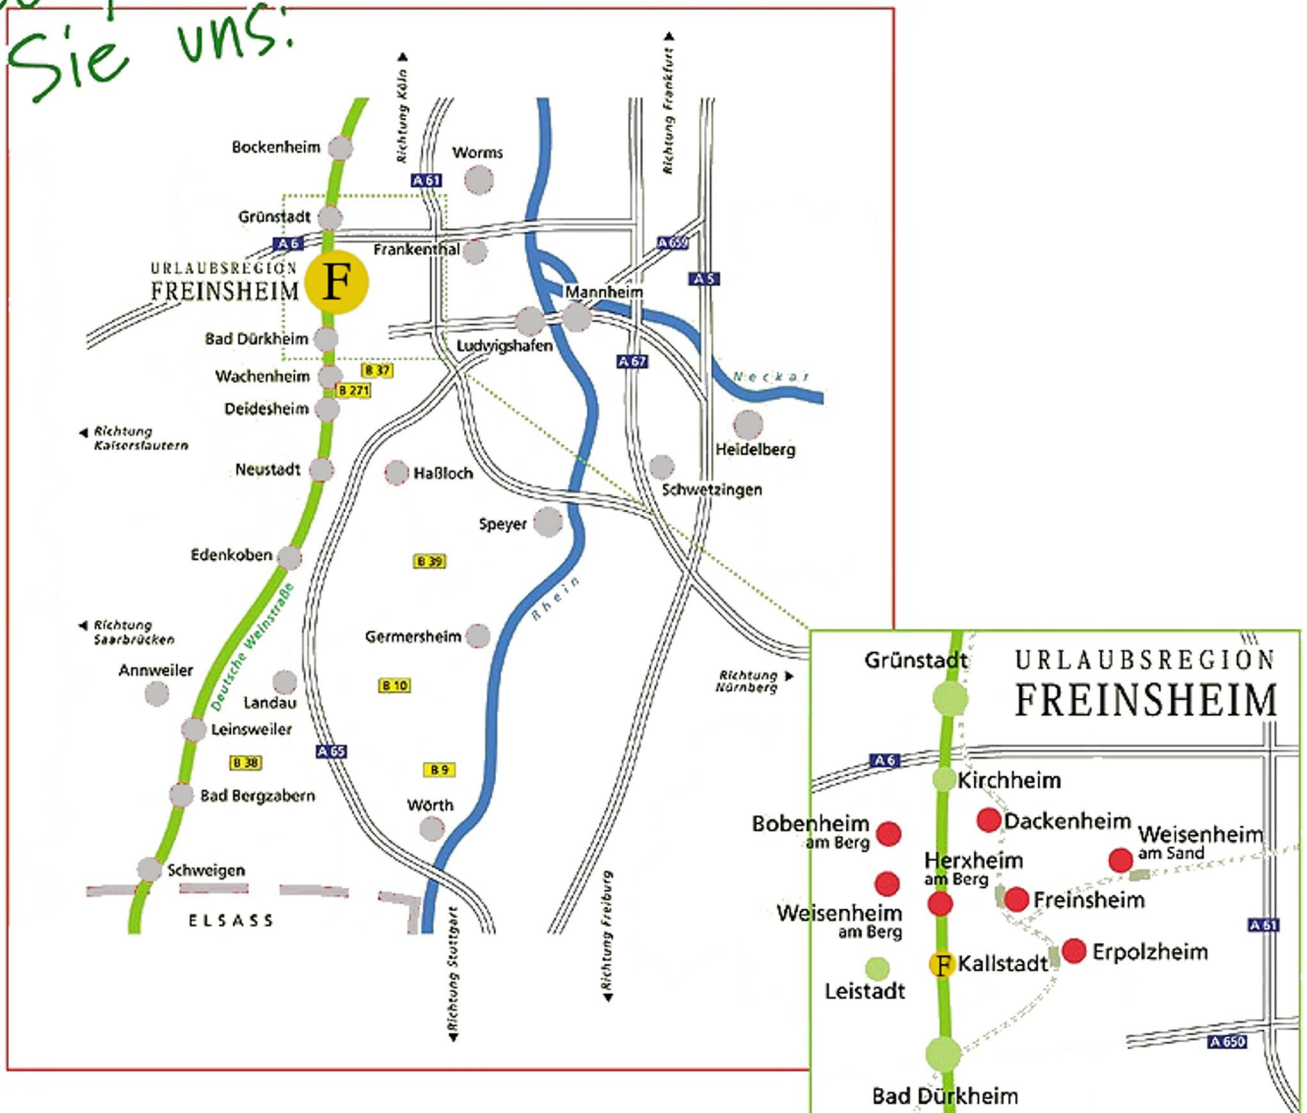 Sie uns:
Richtung Köln
Richtung Frankfurt
Bockenheim
Worms
A 61
Grünstadt
A 6
Frankenthal
A 659
URLAUBSREGION
FREINSHEIM
F
A 5
Mannheim
Bad Dürkheim
Ludwigshafen
A 67
Wachenheim
B 37
B 271
Neckar
Deidesheim
Richtung
Kaiserslautern
Heidelberg
Neustadt
Haßloch
Schwetzingen
Speyer
Edenkoben
B 39
Rhein
Richtung
Saarbrücken
Deutsche Weinstraße
Germersheim
Annweiler
Landau
B 10
Richtung
Nürnberg
Leinsweiler
A 65
B 38
B 9
Bad Bergzabern
Wörth
Schweigen
ELSASS
Richtung Stuttgart
Richtung Freiburg
Grünstadt
URLAUBSREGION
FREINSHEIM
A 6
Kirchheim
Bobenheim
am Berg
Dackenheim
Weisenheim
am Sand
Herxheim
am Berg
Weisenheim
am Berg
Freinsheim
A 61
F
Kallstadt
Erpolzheim
Leistadt
A 650
Bad Dürkheim